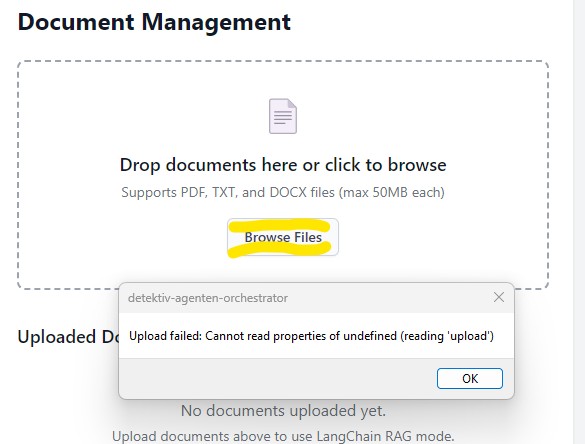 Document Management
Drop documents here or click to browse
Supports PDF, TXT, and DOCX files (max 50MB each)
Browse Files
detektiv-agenten-orchestrator
Upload failed: Cannot read properties of undefined (reading 'upload')
OK
Uploaded
No documents uploaded yet.
Upload documents above to use LangChain RAG mode.